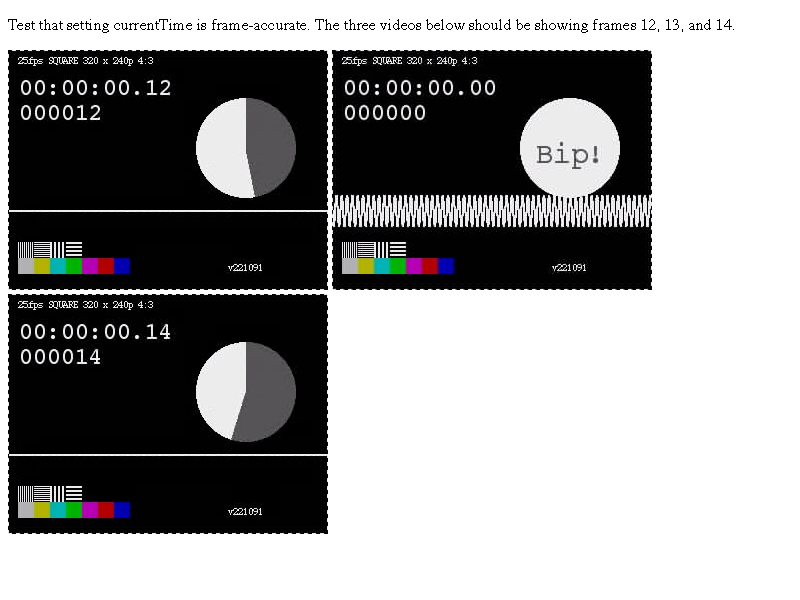 Test that setting currentTime is frame-accurate. The three videos below should be showing frames 12, 13, and 14.
25fps SQUARE 320 x 240p 4:3
00:00:00.12
000012
v221091
25fps SQUARE 320 x 240p 4:3
00:00:00.00
000000
Bip!
v221091
25fps SQUARE 320 x 240p 4:3
00:00:00.14
000014
v221091